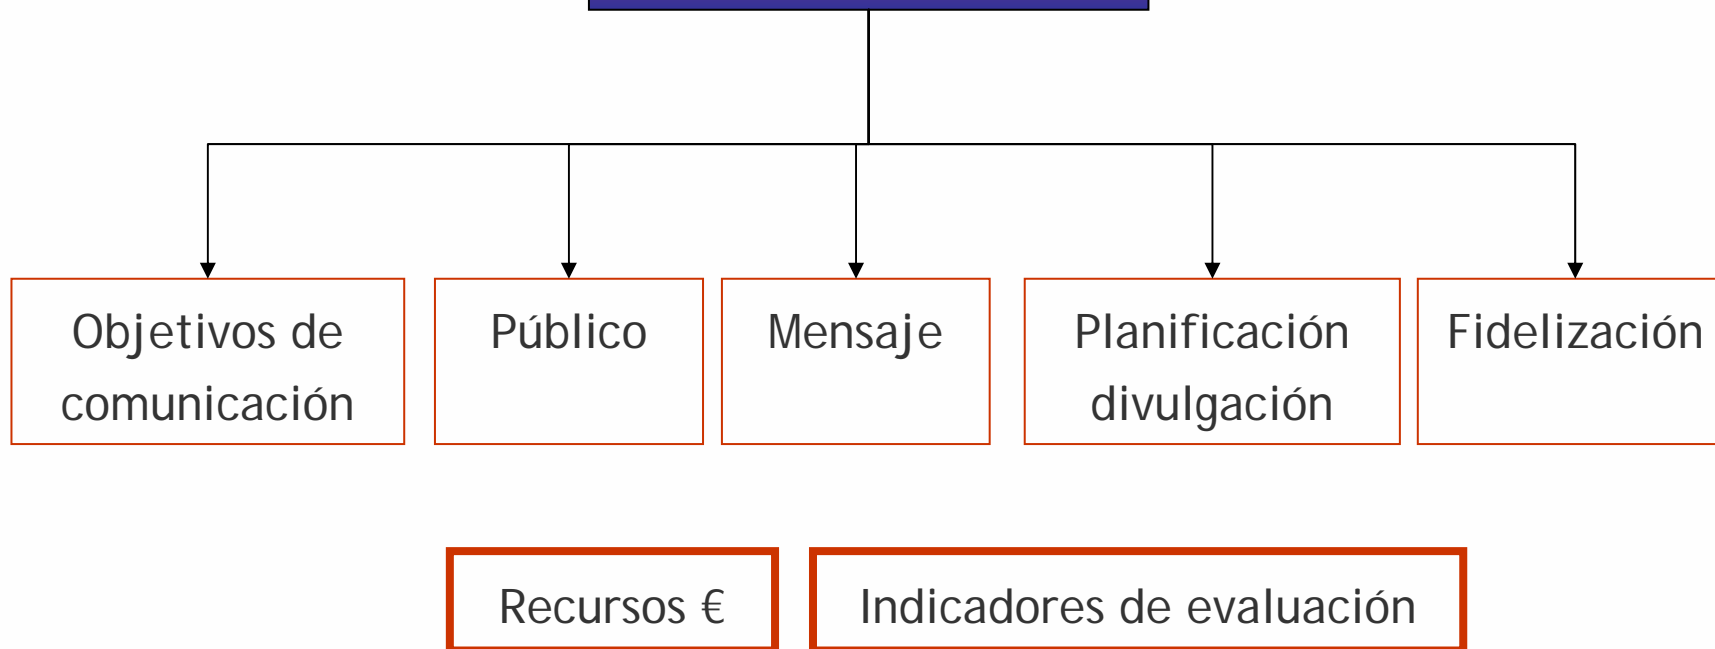 Objetivos de
comunicación
Público
Mensaje
Planificación
divulgación
Fidelización
Recursos €
Indicadores de evaluación